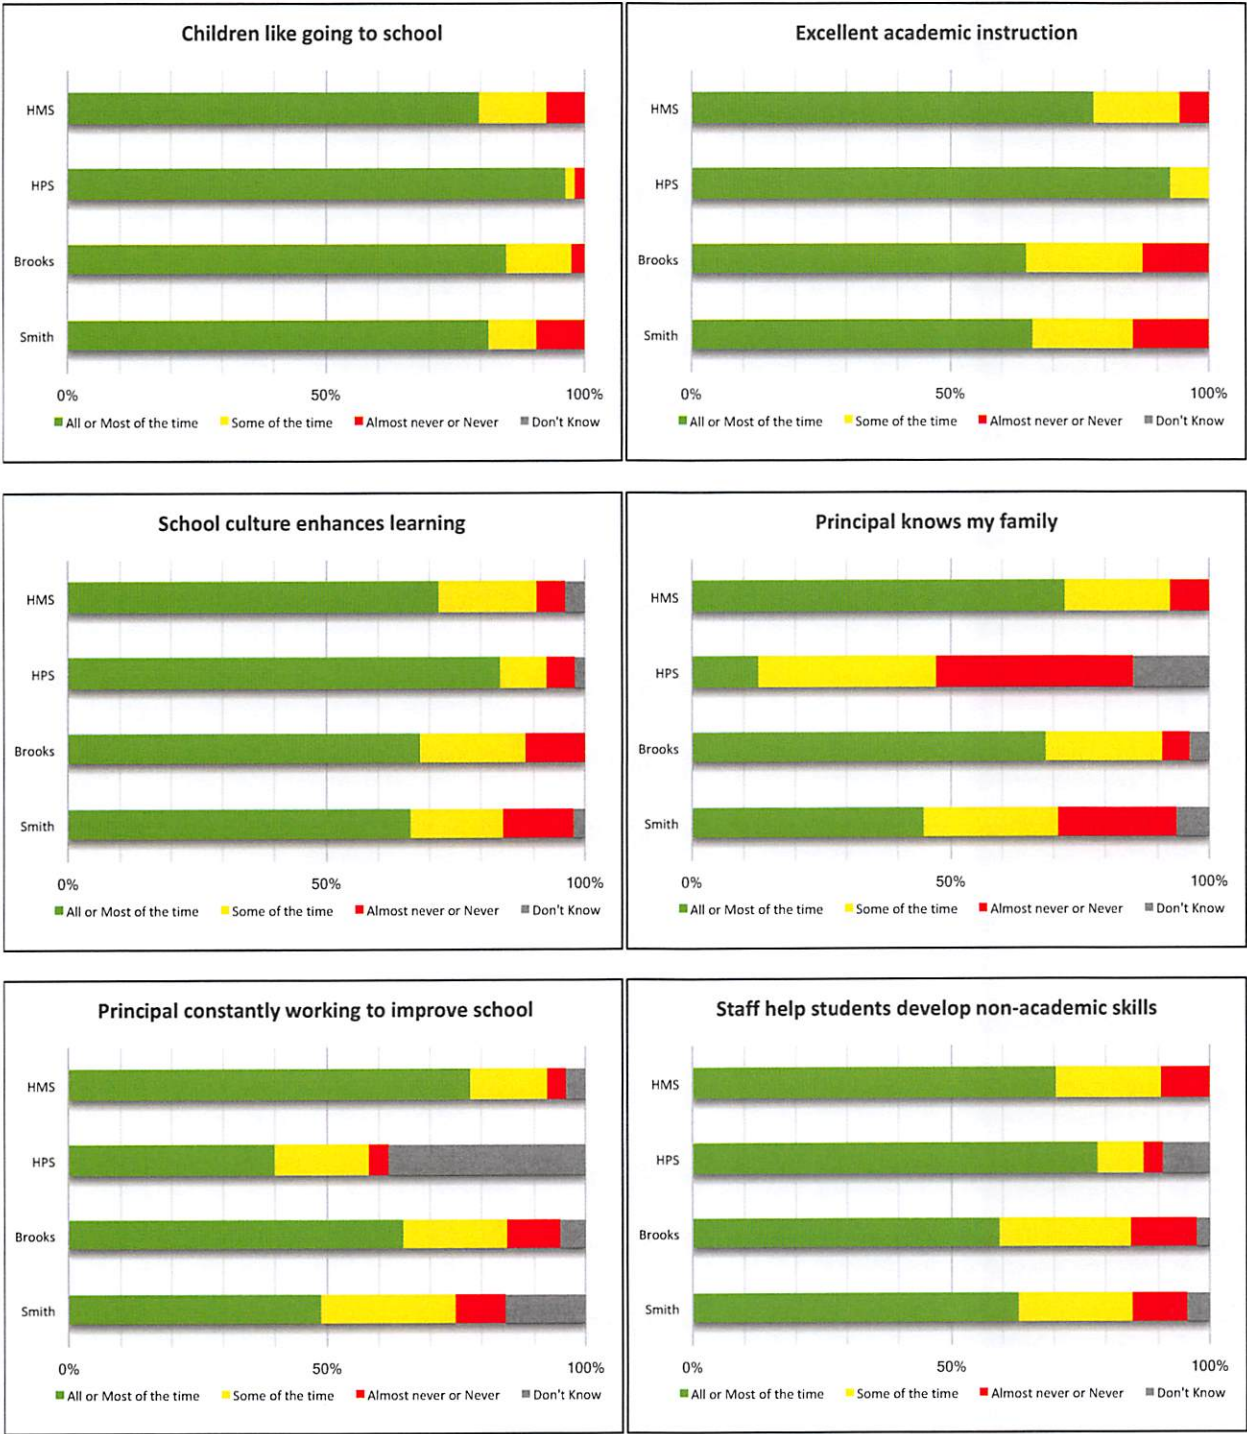 Children like going to school
HMS
HPS
Brooks
Smith
0% 50% 100%
All or Most of the time Some of the time Almost never or Never Don't Know
Excellent academic instruction
HMS
HPS
Brooks
Smith
0% 50% 100%
All or Most of the time Some of the time Almost never or Never Don't Know
School culture enhances learning
HMS
HPS
Brooks
Smith
0% 50% 100%
All or Most of the time Some of the time Almost never or Never Don't Know
Principal knows my family
HMS
HPS
Brooks
Smith
0% 50% 100%
All or Most of the time Some of the time Almost never or Never Don't Know
Principal constantly working to improve school
HMS
HPS
Brooks
Smith
0% 50% 100%
All or Most of the time Some of the time Almost never or Never Don't Know
Staff help students develop non-academic skills
HMS
HPS
Brooks
Smith
0% 50% 100%
All or Most of the time Some of the time Almost never or Never Don't Know